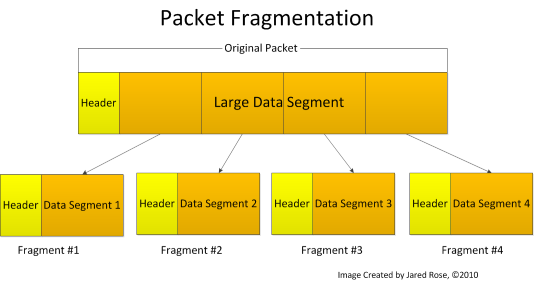 Packet Fragmentation
Original Packet
Header Large Data Segment
Header Data Segment 1 Header Data Segment 2 Header Data Segment 3 Header Data Segment 4
Fragment #1 Fragment #2 Fragment #3 Fragment #4
Image Created by Jared Rose, ©2010